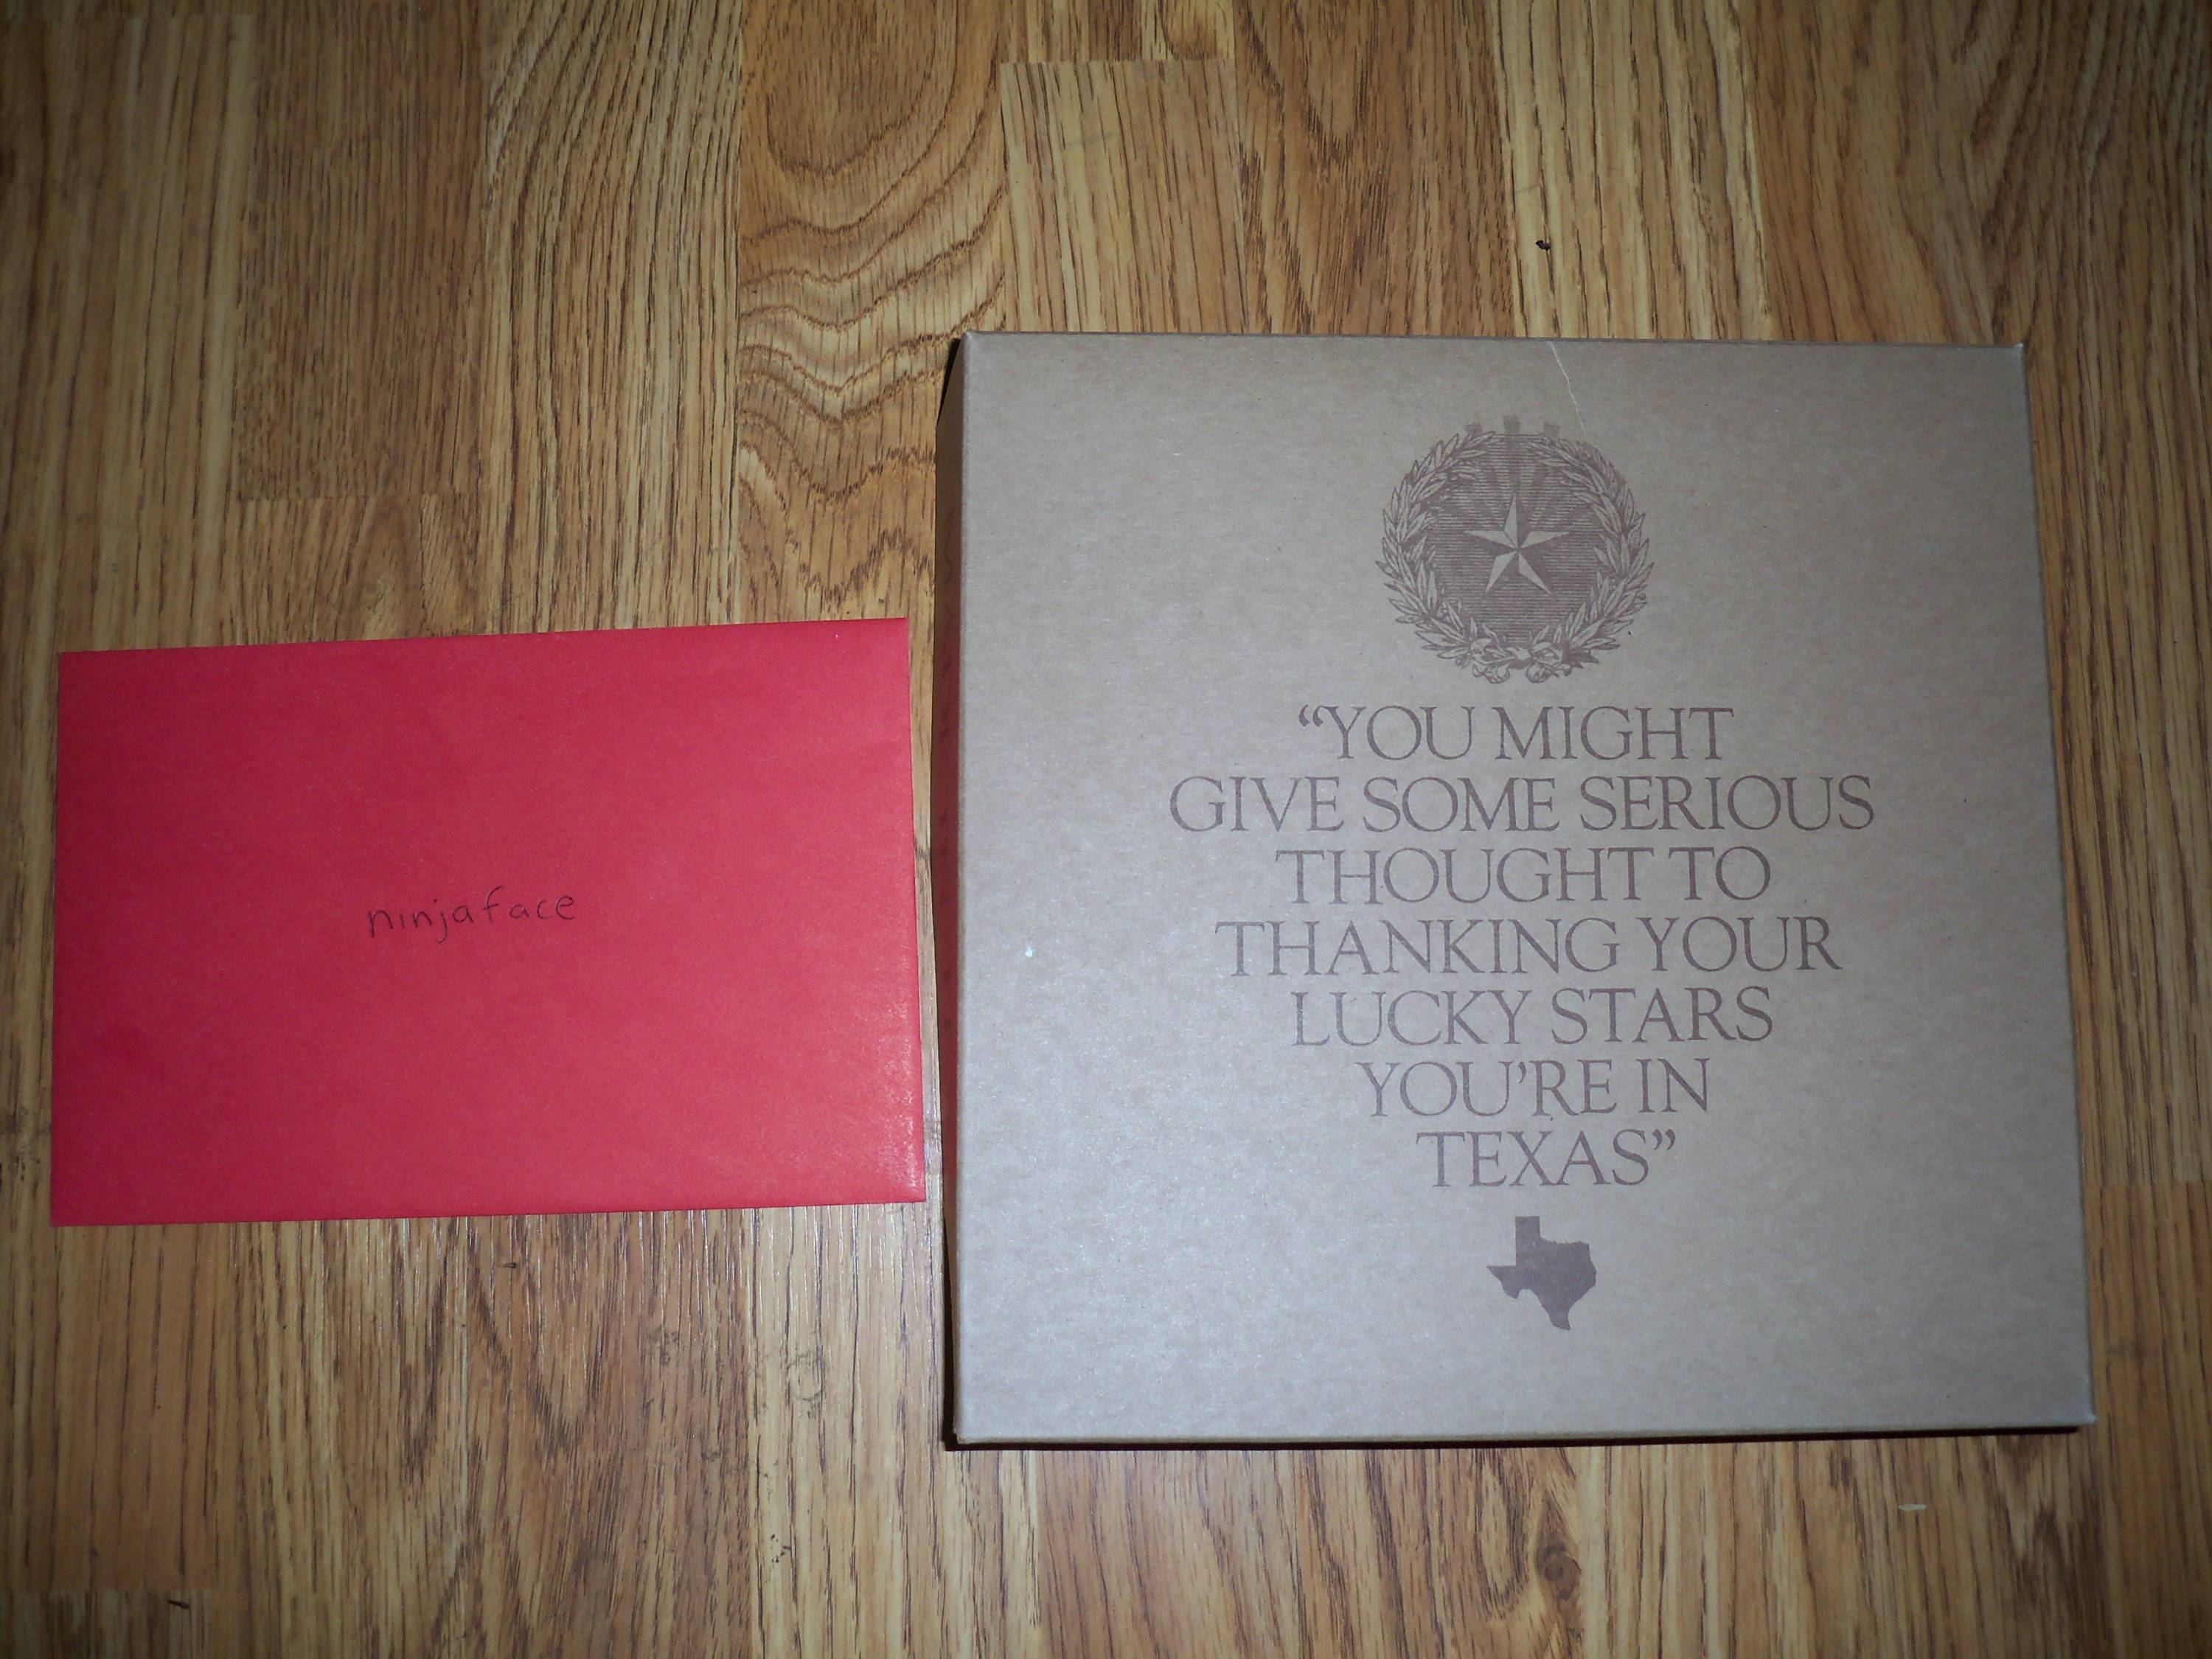 ninjaface
“YOU MIGHT
GIVE SOME SERIOUS
THOUGHT TO
THANKING YOUR
LUCKY STARS
YOU’RE IN
TEXAS”